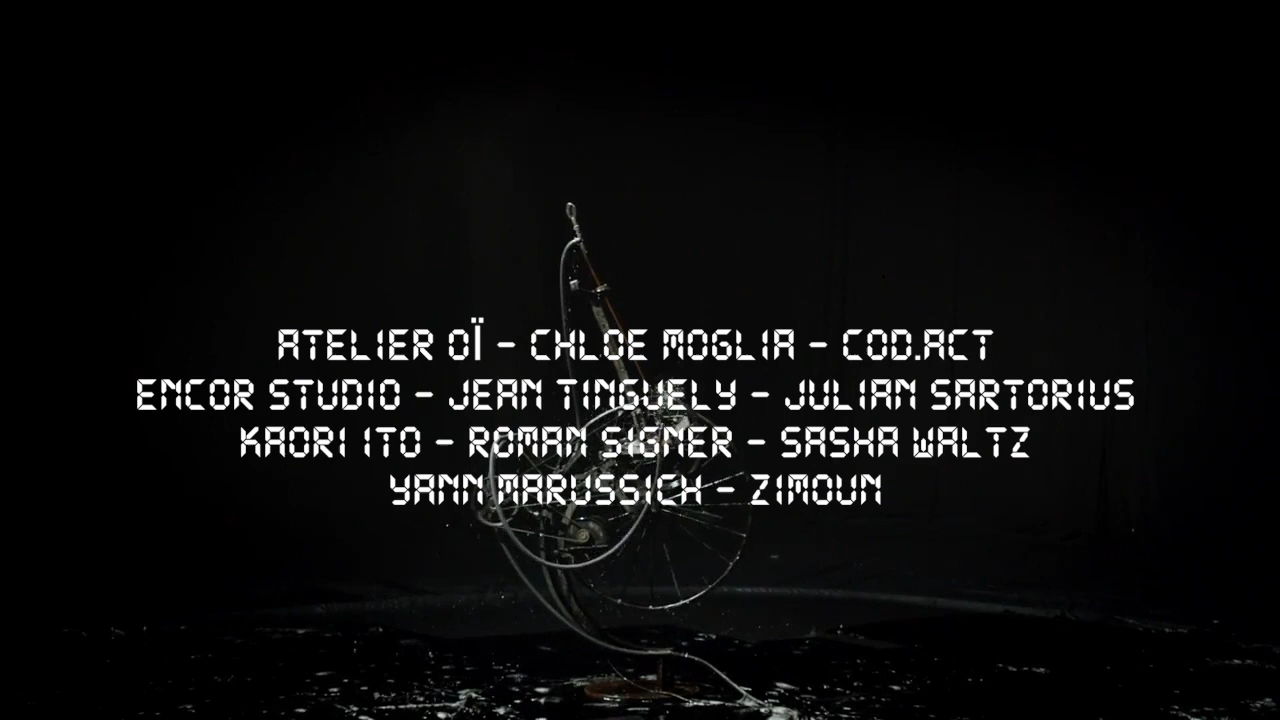 ATELIER OÏ - CHLOE MOGLIA - COD.ACT
ENCOR STUDIO - JEAN TINGUELY - JULIAN SARTORIUS
KAORI ITO - ROMAN SIGNER - SASHA WALTZ
YANN MARUSSICH - ZIMOUN